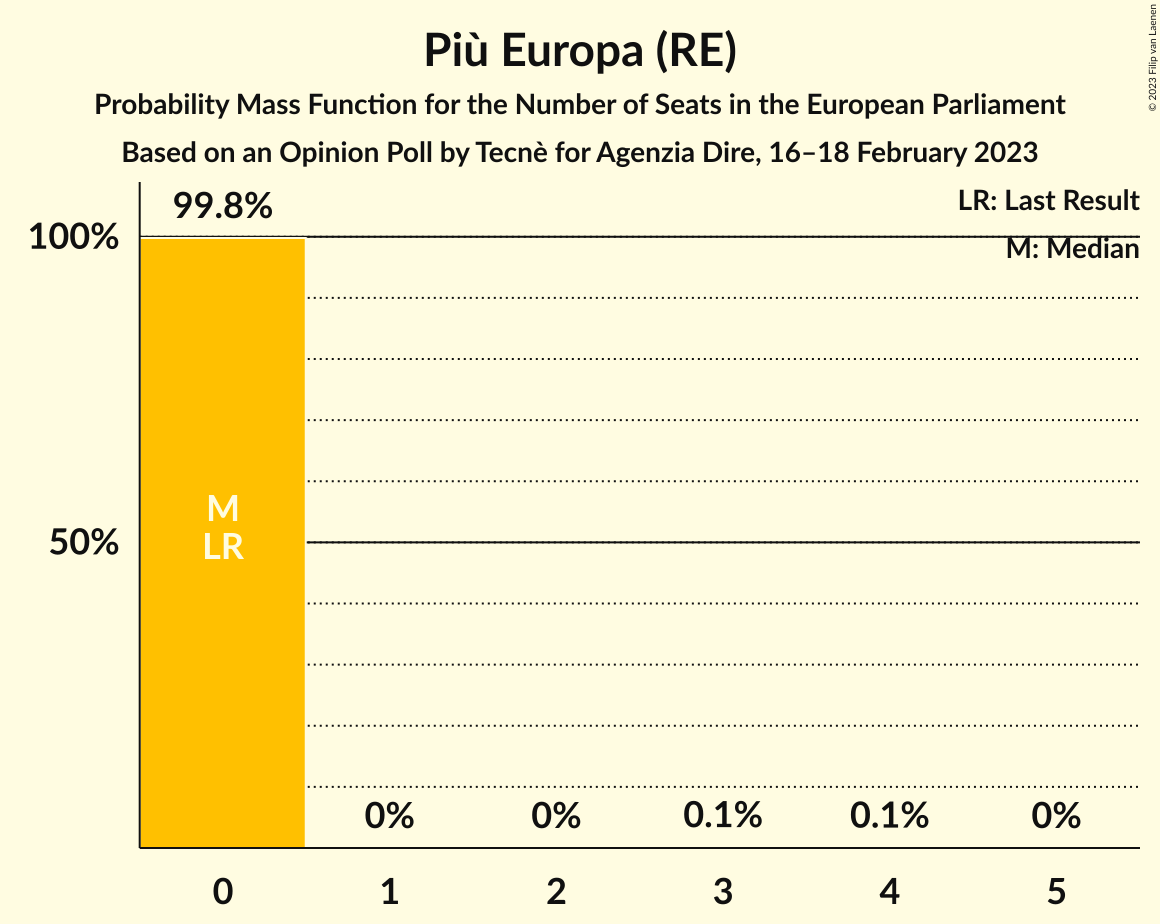 Più Europa (RE)
Probability Mass Function for the Number of Seats in the European Parliament
Based on an Opinion Poll by Tecnè for Agenzia Dire, 16–18 February 2023
© 2023 Filip van Laenen
LR: Last Result
M: Median
99.8%
100%
50%
M
LR
0% 0% 0.1% 0.1% 0%
0 1 2 3 4 5